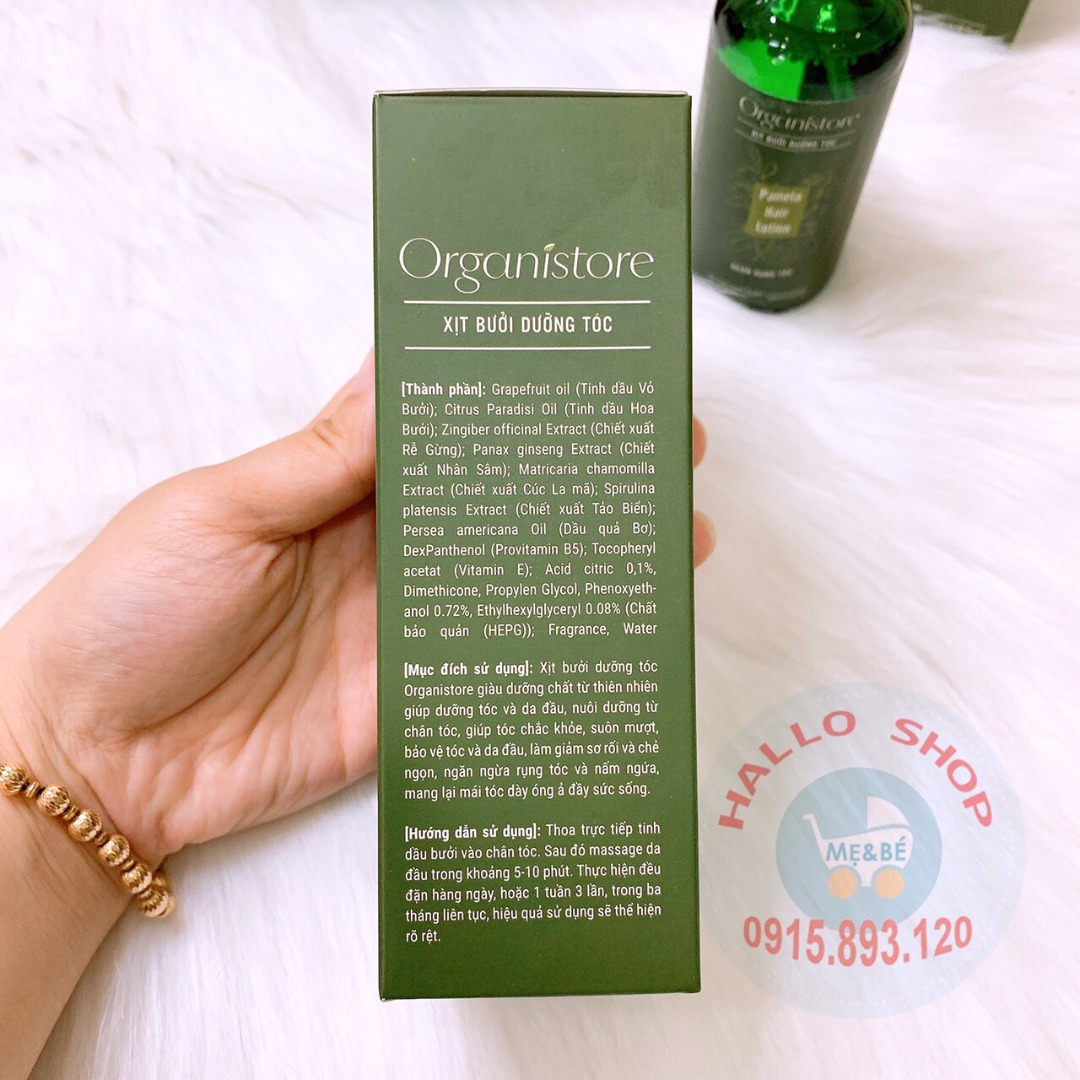 Organistore
XỊT BƯỞI DƯỠNG TÓC
[Thành phần]: Grapefruit oil (Tinh dầu Vỏ
Bưởi); Citrus Paradisi Oil (Tinh dầu Hoa
Bưởi); Zingiber officinal Extract (Chiết xuất
Rễ Gừng); Panax ginseng Extract (Chiết
xuất Nhân Sâm); Matricaria chamomilla
Extract (Chiết xuất Cúc La mã); Spirulina
platensis Extract (Chiết xuất Tảo Biển);
Persea americana Oil (Dầu quả Bơ);
DexPanthenol (Provitamin B5); Tocopheryl
acetat (Vitamin E); Acid citric 0,1%,
Dimethicone, Propylen Glycol, Phenoxyeth-
anol 0.72%, Ethylhexylglyceryl 0.08% (Chất
bảo quản (HEPG)); Fragrance, Water
[Mục đích sử dụng]: Xịt bưởi dưỡng tóc
Organistore giàu dưỡng chất từ thiên nhiên
giúp dưỡng tóc và da đầu, nuôi dưỡng từ
chân tóc, giúp tóc chắc khỏe, suôn mượt,
bảo vệ tóc và da đầu, làm giảm sơ rối và chẻ
ngọn, ngăn ngừa rụng tóc và nấm ngứa,
mang lại mái tóc dày óng ả đầy sức sống.
[Hướng dẫn sử dụng]: Thoa trực tiếp tinh
dầu bưởi vào chân tóc. Sau đó massage da
đầu trong khoảng 5-10 phút. Thực hiện đều
đặn hàng ngày, hoặc 1 tuần 3 lần, trong ba
tháng liên tục, hiệu quả sử dụng sẽ thể hiện
rõ rệt.
Organistore
XỊT BƯỞI DƯỠNG TÓC
Pomelo
Hair
Lotion
HALLO SHOP
MẸ&BÉ
0915.893.120